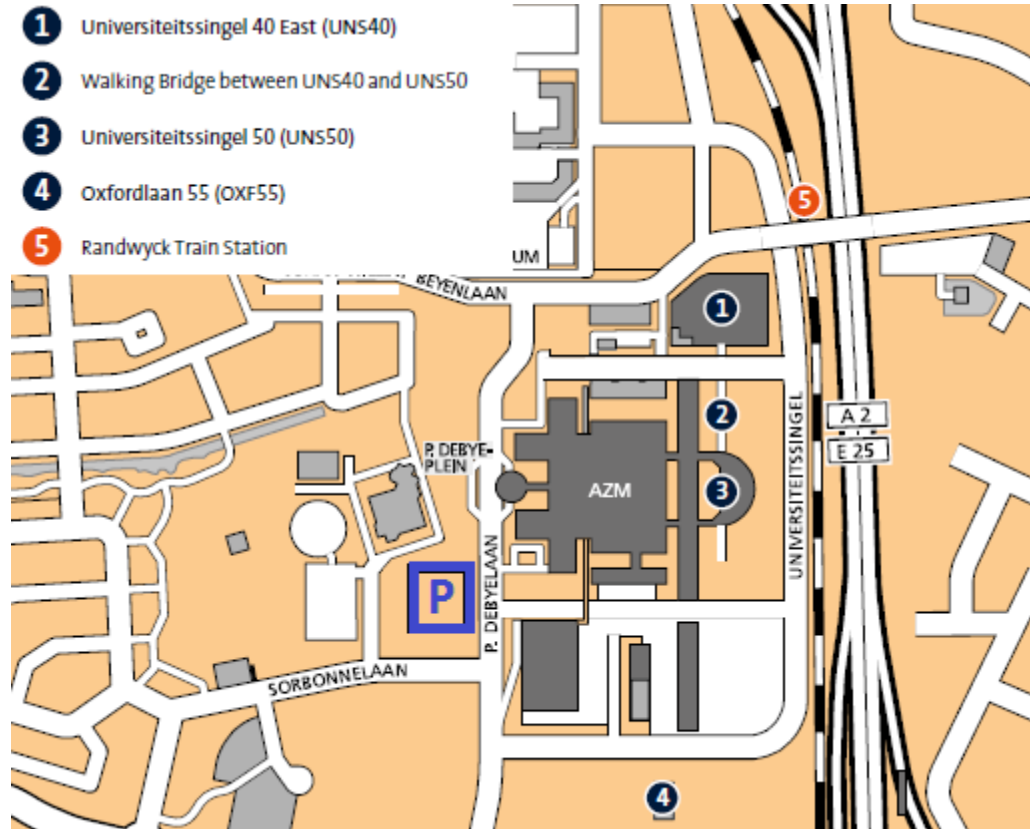 1 Universiteitssingel 40 East (UNS40)
2 Walking Bridge between UNS40 and UNS50
3 Universiteitssingel 50 (UNS50)
4 Oxfordlaan 55 (OXF55)
5 Randwyck Train Station
5
UM
BEYENLAAN
1
2
A 2
E 25
P. DEBYE-
PLEIN
AZM
3
UNIVERSITEITSSINGEL
P
P. DEBYELAAN
SORBONNELAAN
4